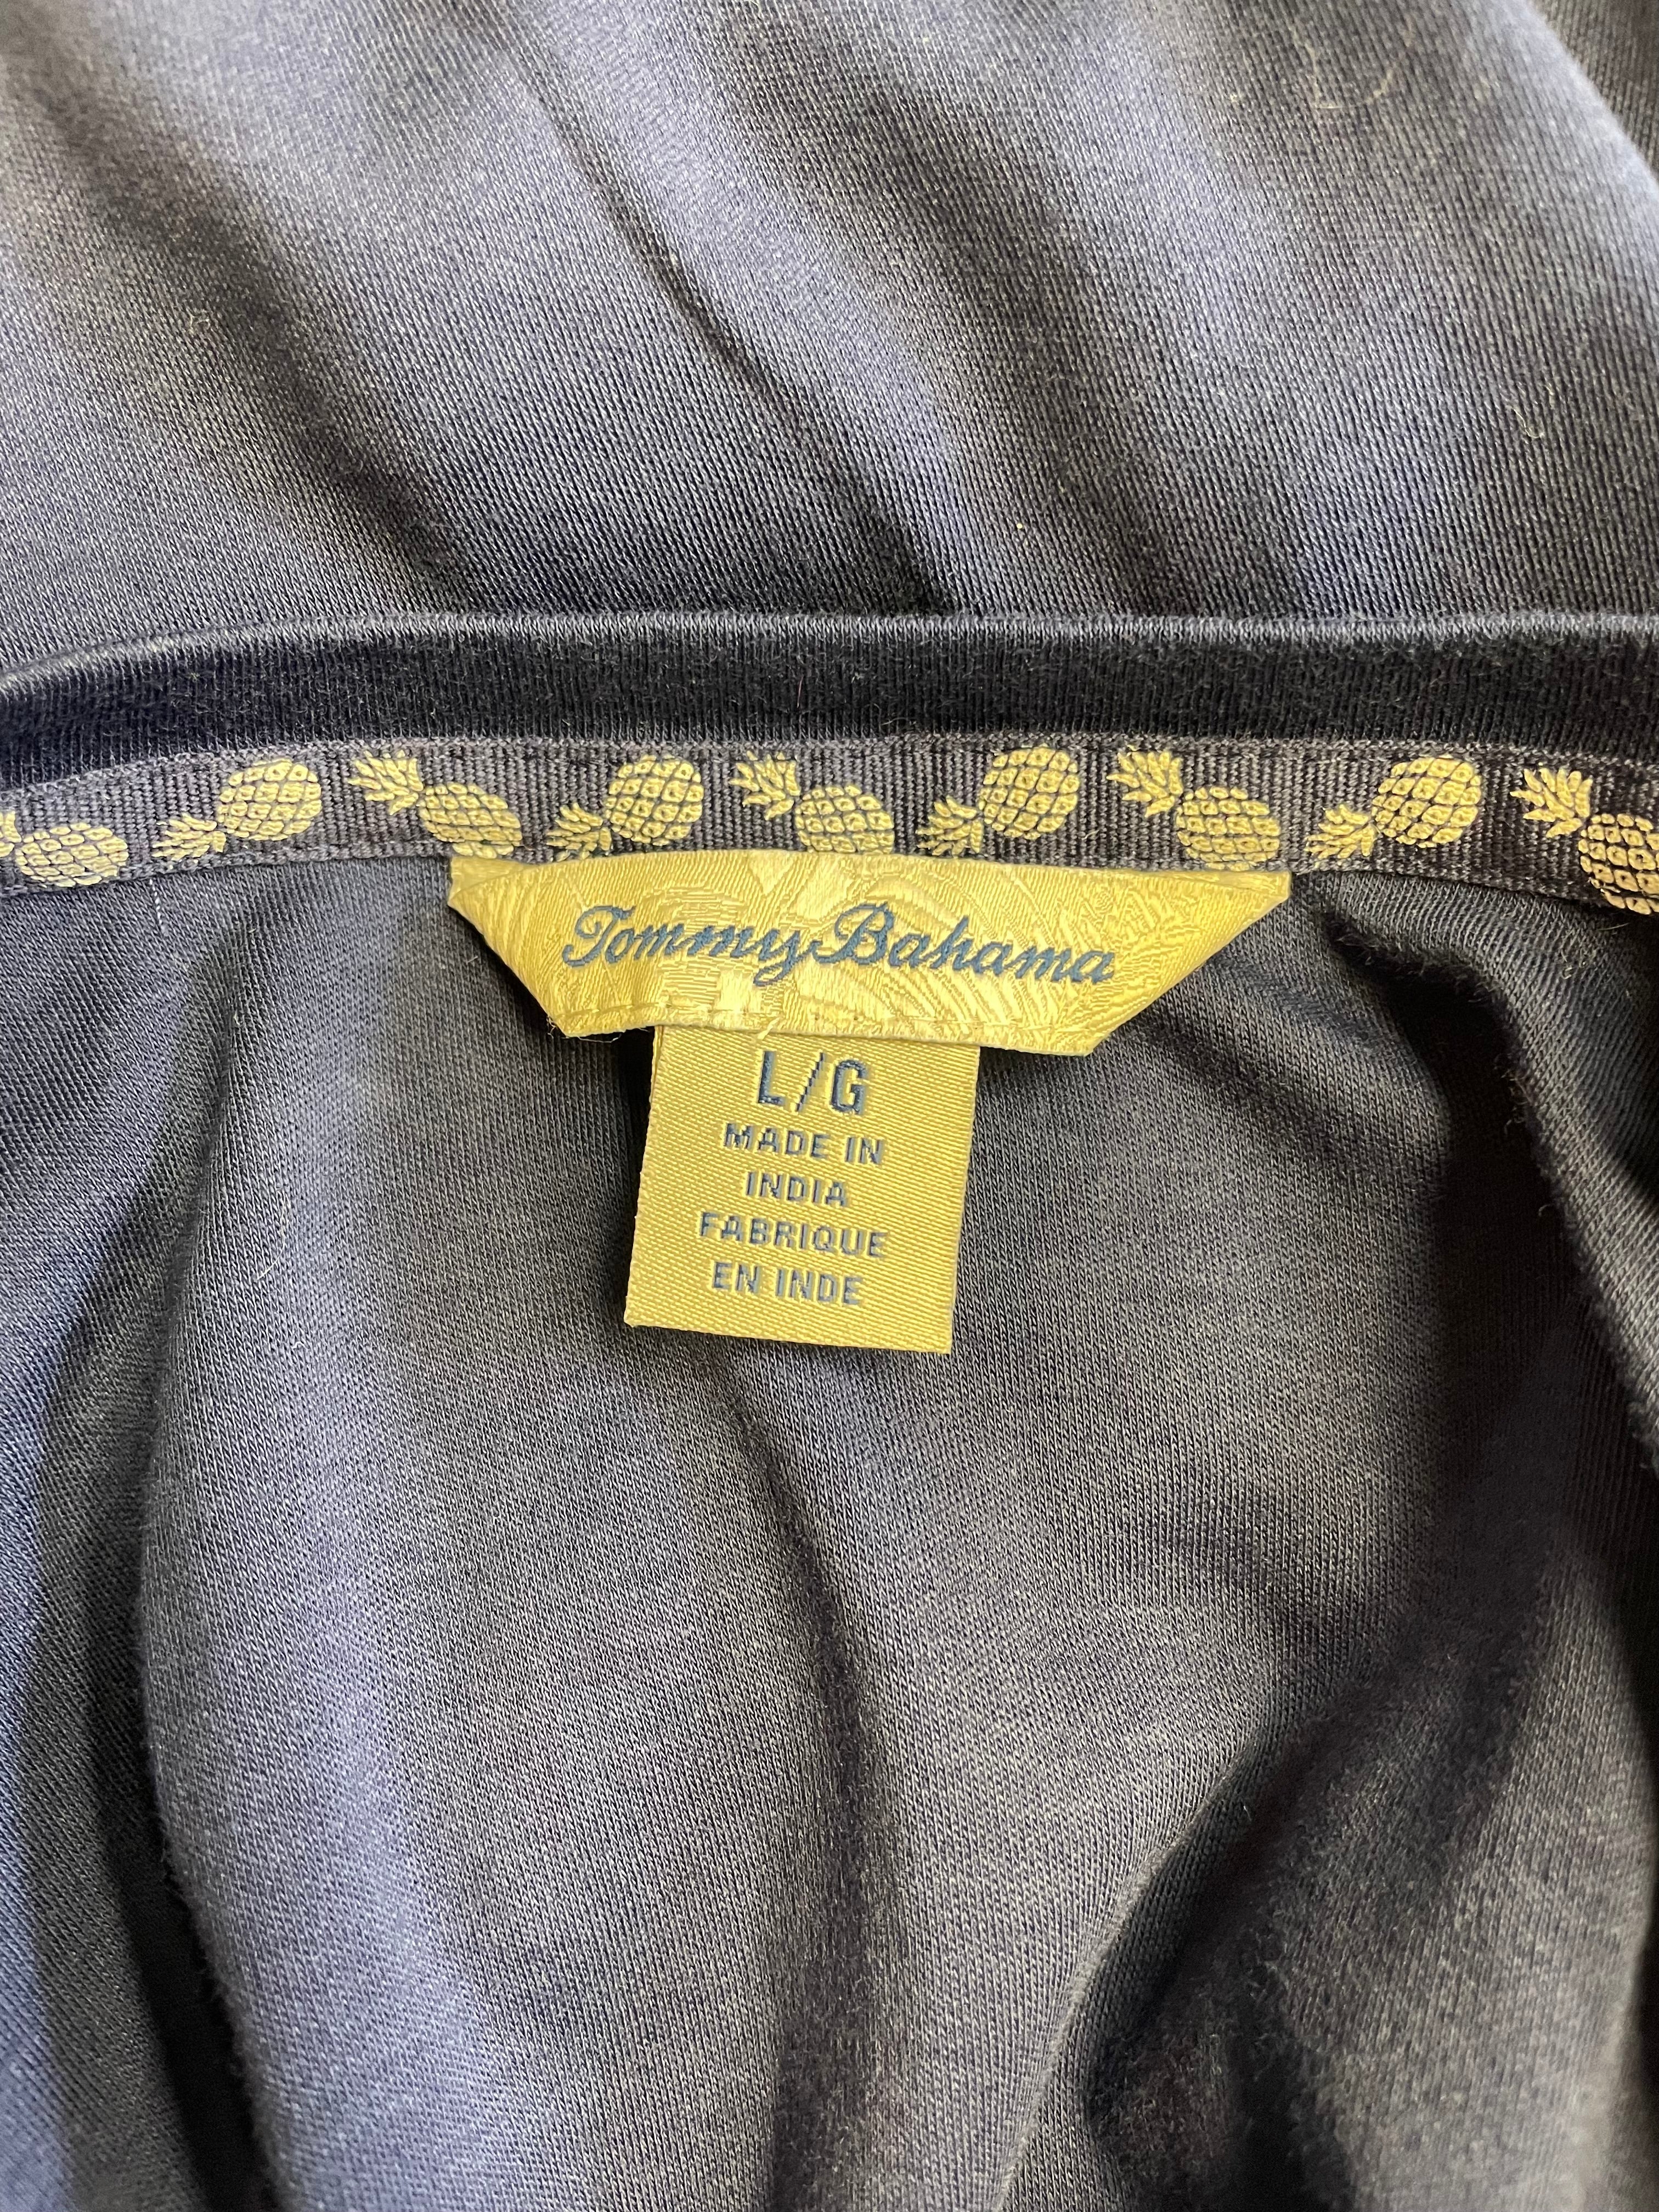 Tommy Bahama
L/G
MADE IN
INDIA
FABRIQUE
EN INDE